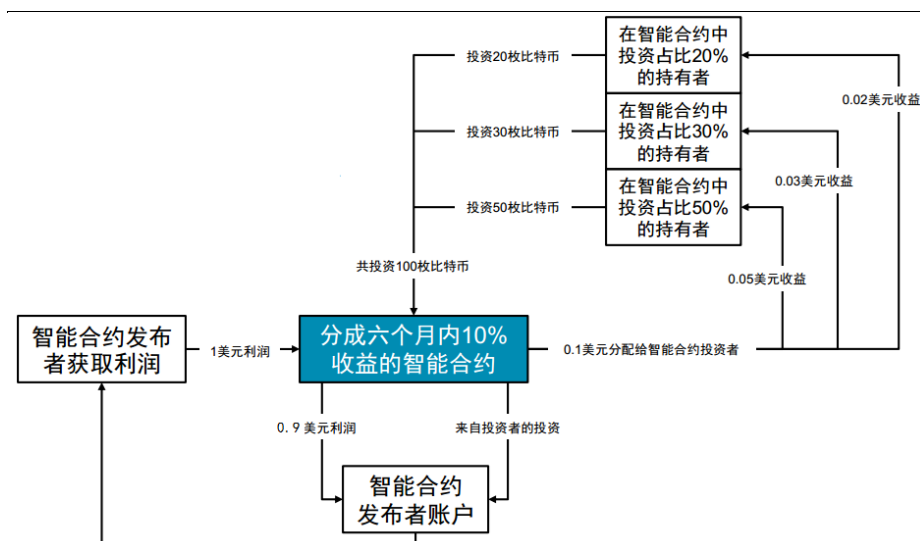 在智能合约中
投资占比20%
的持有者
投资20枚比特币
0.02美元收益
在智能合约中
投资占比30%
的持有者
投资30枚比特币
0.03美元收益
在智能合约中
投资占比50%
的持有者
投资50枚比特币
0.05美元收益
共投资100枚比特币
智能合约发布
者获取利润
1美元利润
分成六个月内10%
收益的智能合约
0.1美元分配给智能合约投资者
0.9 美元利润
来自投资者的投资
智能合约
发布者账户